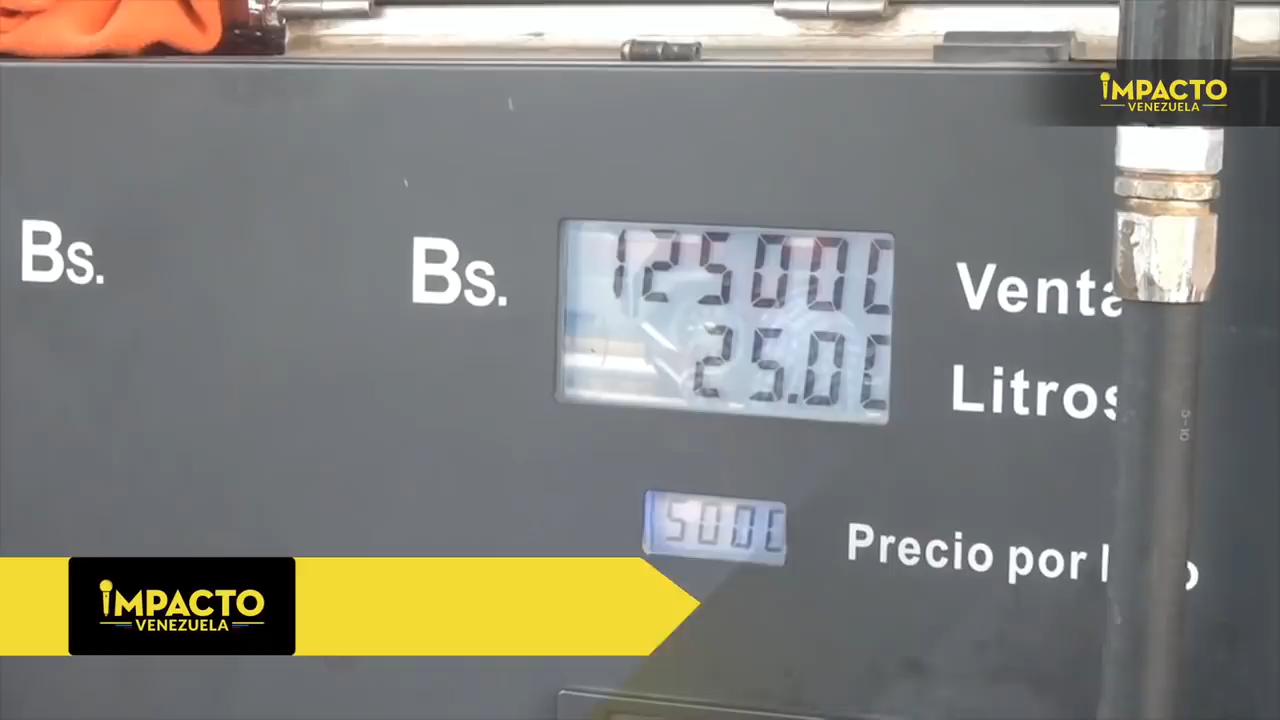 IMPACTO
VENEZUELA
Bs.
Bs.
125000
Venta
25.00
Litros
5000
Precio por
IMPACTO
VENEZUELA